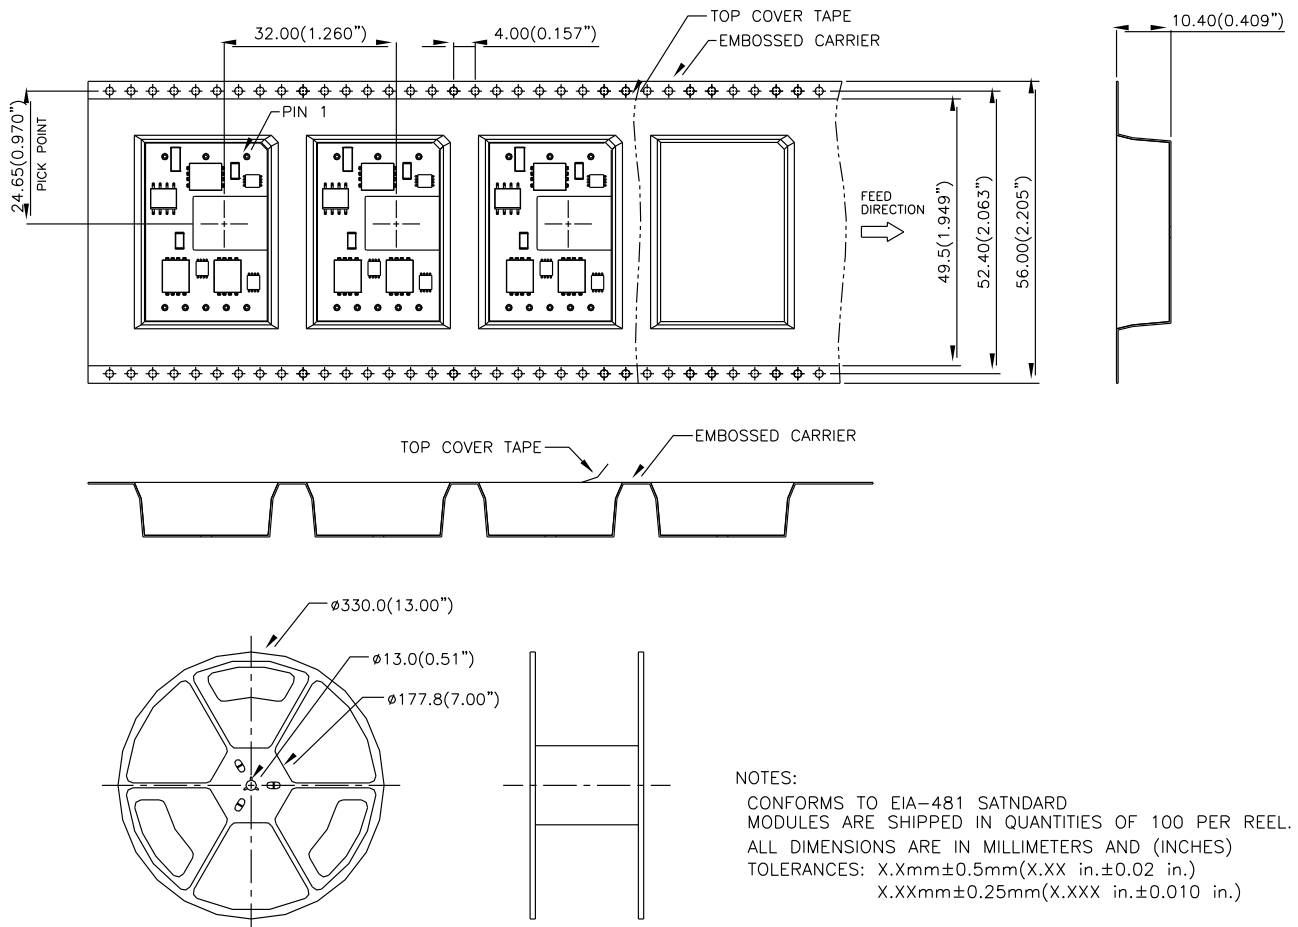 TOP COVER TAPE
EMBOSSED CARRIER
32.00(1.260")
4.00(0.157")
10.40(0.409")
PIN 1
24.65(0.970")
PICK POINT
FEED
DIRECTION
49.5(1.949")
52.40(2.063")
56.00(2.205")
TOP COVER TAPE
EMBOSSED CARRIER
ø330.0(13.00")
ø13.0(0.51")
ø177.8(7.00")
NOTES:
CONFORMS TO EIA-481 SATNDARD
MODULES ARE SHIPPED IN QUANTITIES OF 100 PER REEL.
ALL DIMENSIONS ARE IN MILLIMETERS AND (INCHES)
TOLERANCES: X.Xmm±0.5mm(X.XX in.±0.02 in.)
X.XXmm±0.25mm(X.XXX in.±0.010 in.)